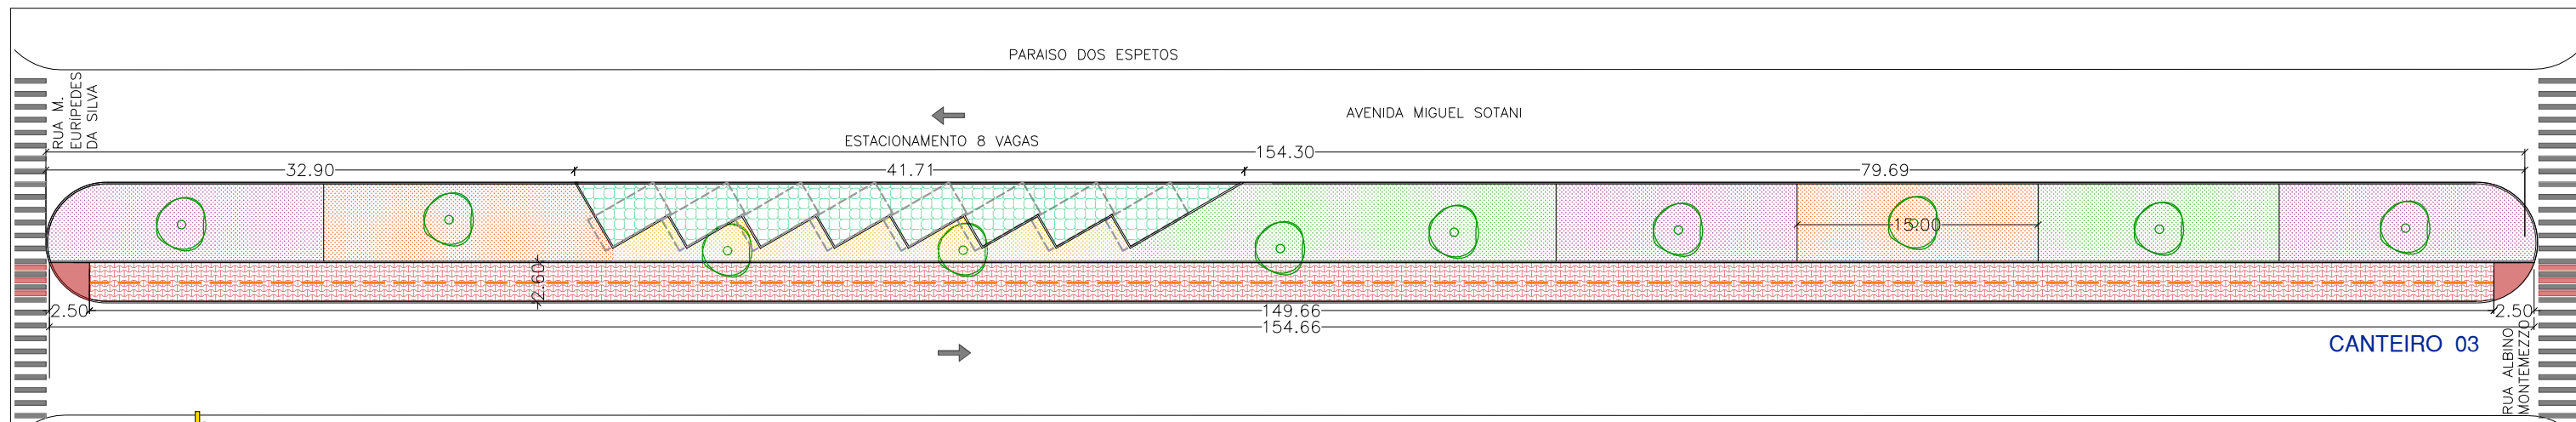 PARAISO DOS ESPETOS
RUA M.
EURÍPEDES
DA SILVA
AVENIDA MIGUEL SOTANI
ESTACIONAMENTO 8 VAGAS
154.30
32.90
41.71
79.69
15.00
2.60
2.50
149.66
2.50
154.66
CANTEIRO 03
RUA ALBINO
MONTEMEZZO